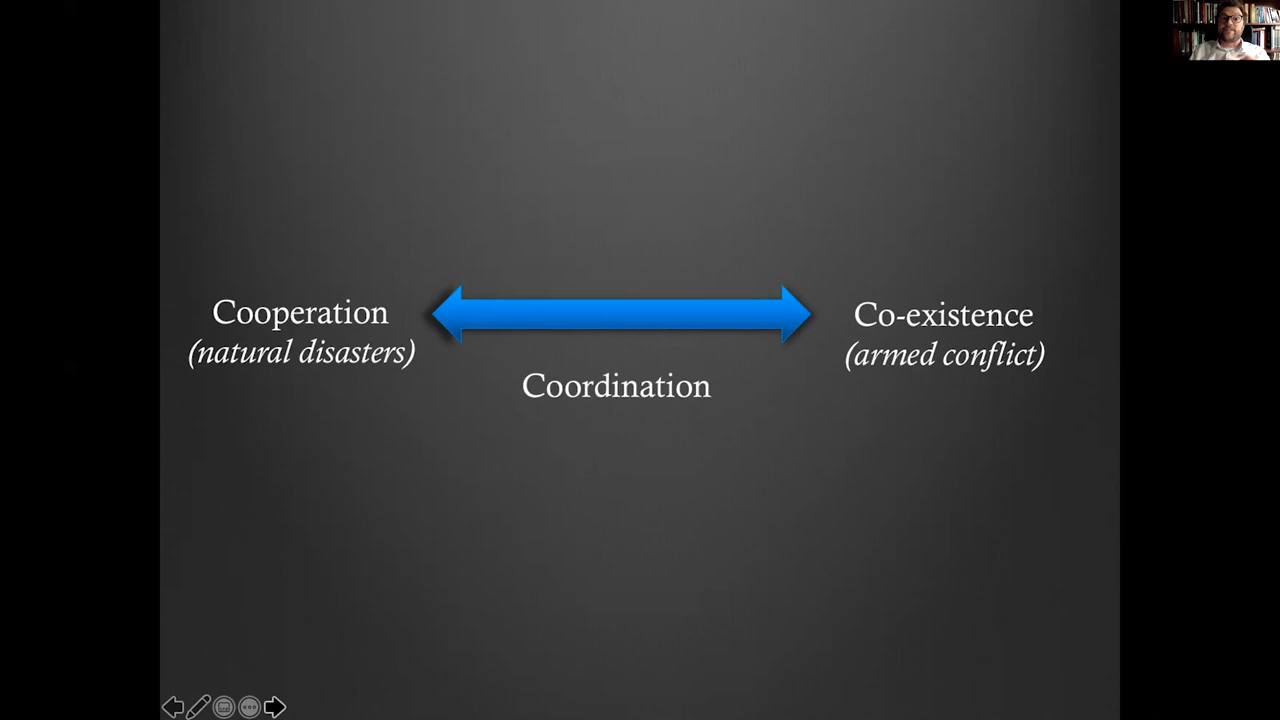 Cooperation
(natural disasters)
Co-existence
(armed conflict)
Coordination